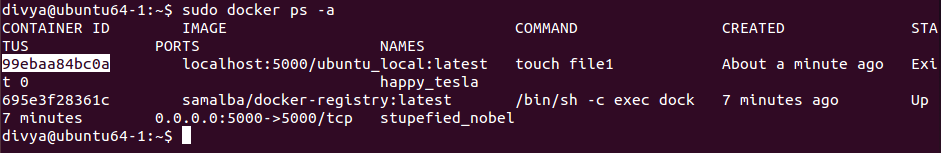 divya@ubuntu64-1:~$ sudo docker ps -a
CONTAINER ID        IMAGE                                COMMAND                CREATED              STA
TUS              PORTS                    NAMES
99ebaa84bc0a        localhost:5000/ubuntu_local:latest   touch file1            About a minute ago   Exi
t 0                                       happy_tesla
695e3f28361c        samalba/docker-registry:latest       /bin/sh -c exec dock   7 minutes ago        Up
7 minutes        0.0.0.0:5000->5000/tcp   stupefied_nobel
divya@ubuntu64-1:~$